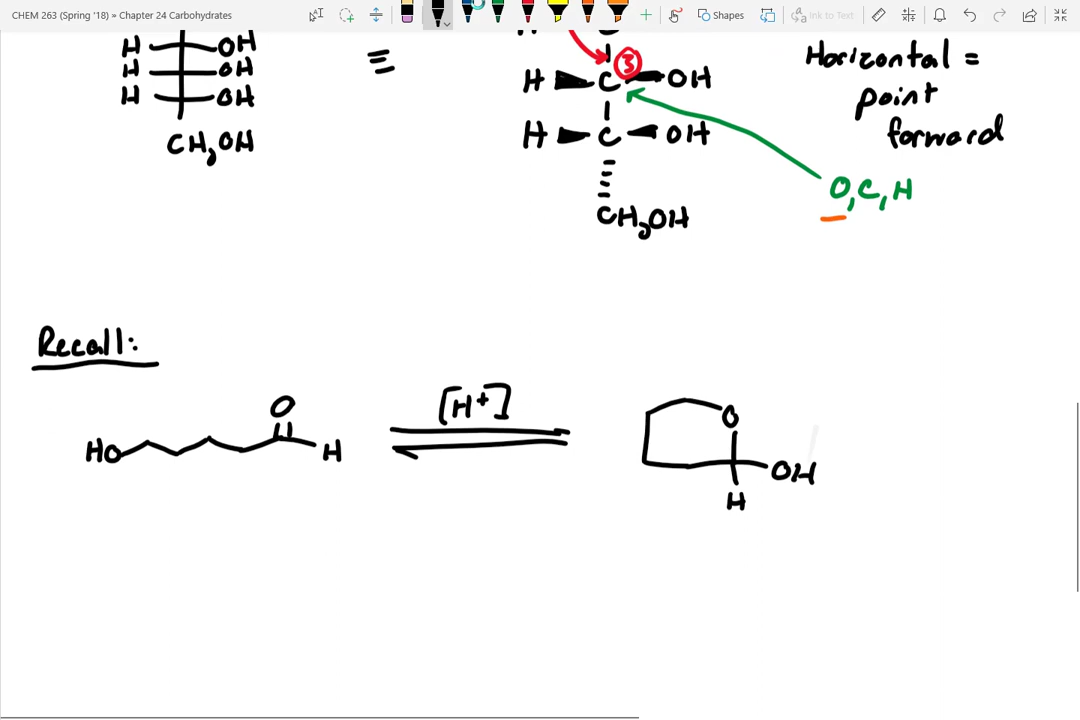 CHEM 263 (Spring '18) » Chapter 24 Carbohydrates
Shapes
Ink to Text
H OH
H OH
H OH
CH₂OH
≡
③
H C OH
H C OH
CH₂OH
Horizontal =
point
forward
O, C, H
Recall:
HO O H
[H⁺]
O
OH
H